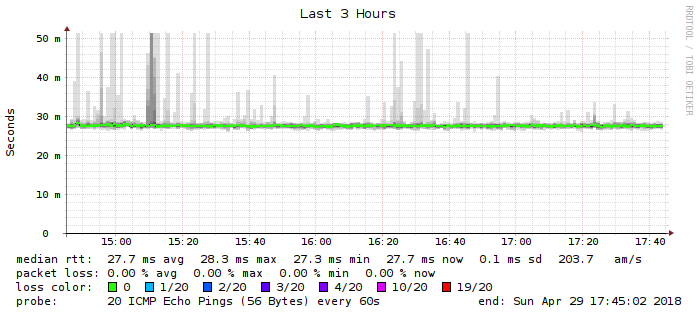 Last 3 Hours
RRDTOOL / TOBI OETIKER
Seconds
50 m
40 m
30 m
20 m
10 m
0
15:00 15:20 15:40 16:00 16:20 16:40 17:00 17:20 17:40
median rtt: 27.7 ms avg 28.3 ms max 27.3 ms min 27.7 ms now 0.1 ms sd 203.7 am/s
packet loss: 0.00 % avg 0.00 % max 0.00 % min 0.00 % now
loss color: 0 1/20 2/20 3/20 4/20 10/20 19/20
probe: 20 ICMP Echo Pings (56 Bytes) every 60s end: Sun Apr 29 17:45:02 2018